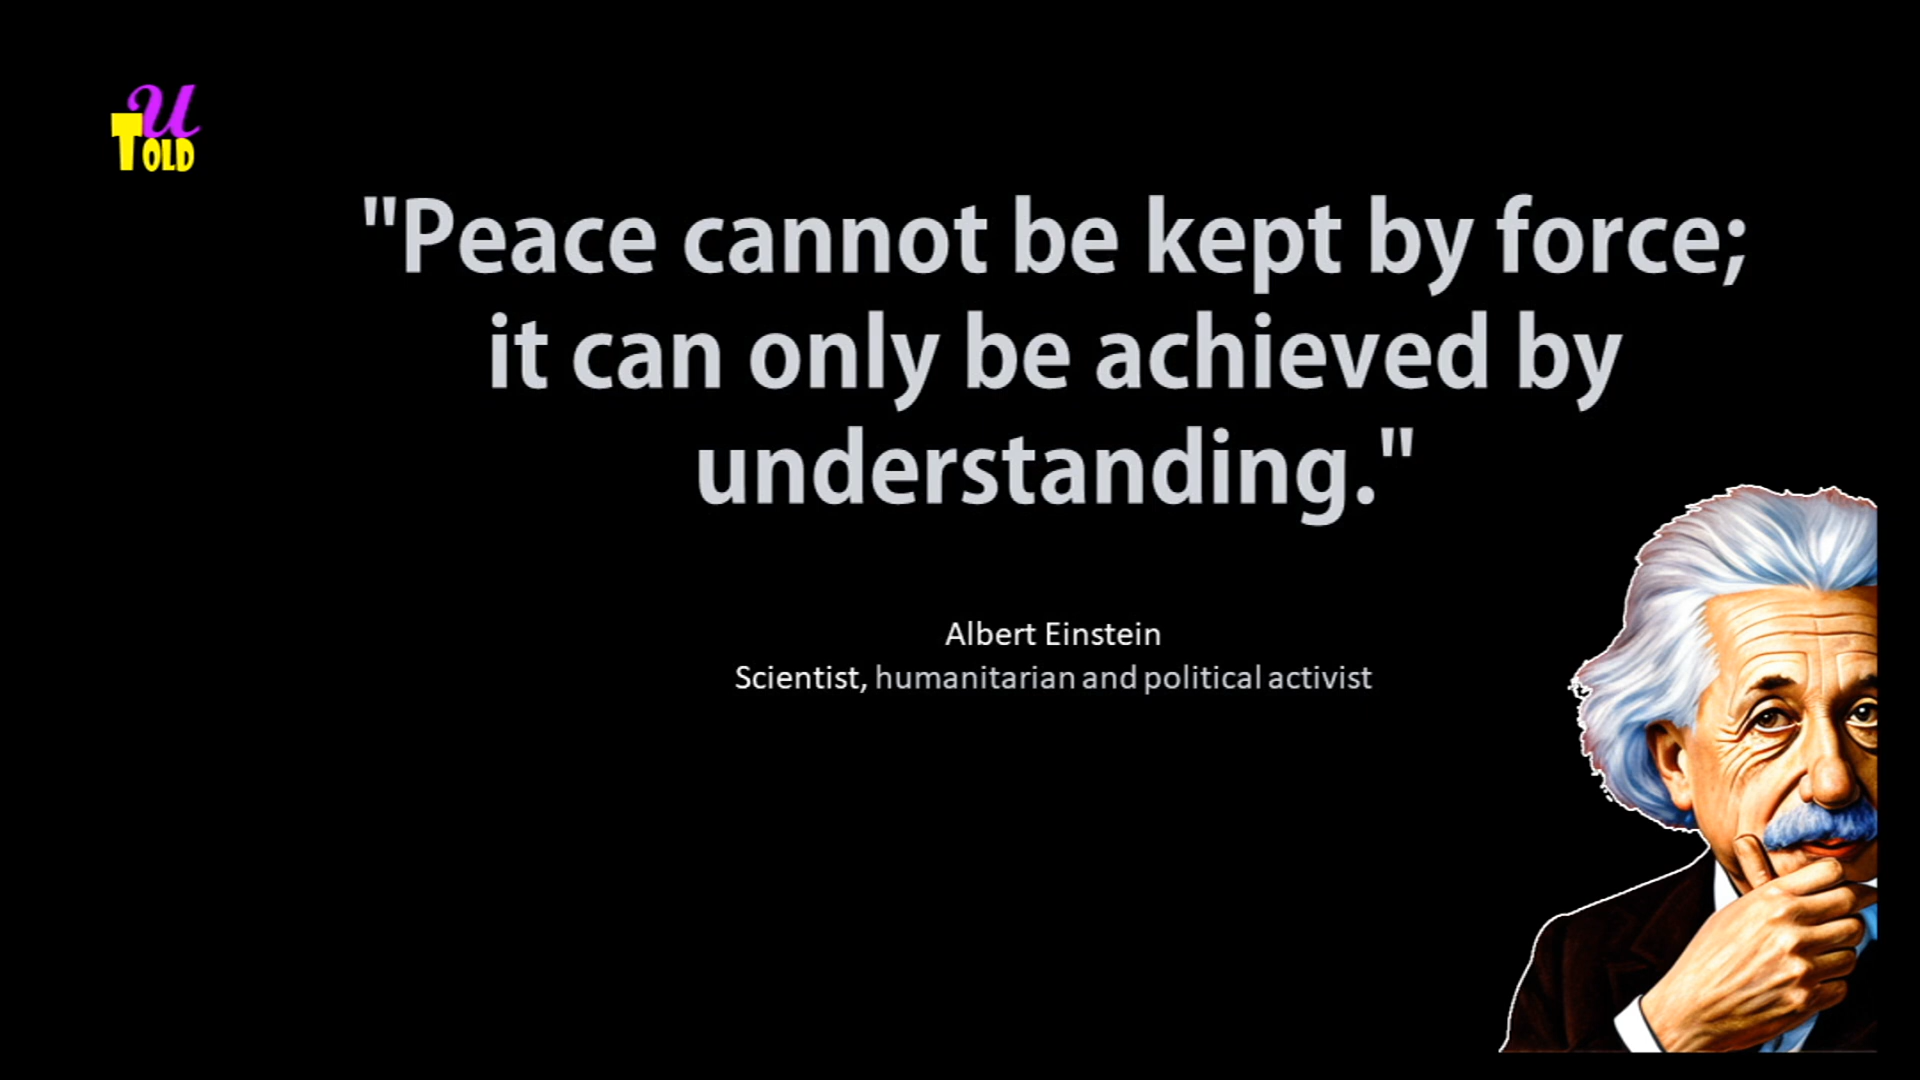 U
TOLD
"Peace cannot be kept by force;
it can only be achieved by
understanding."
Albert Einstein
Scientist, humanitarian and political activist